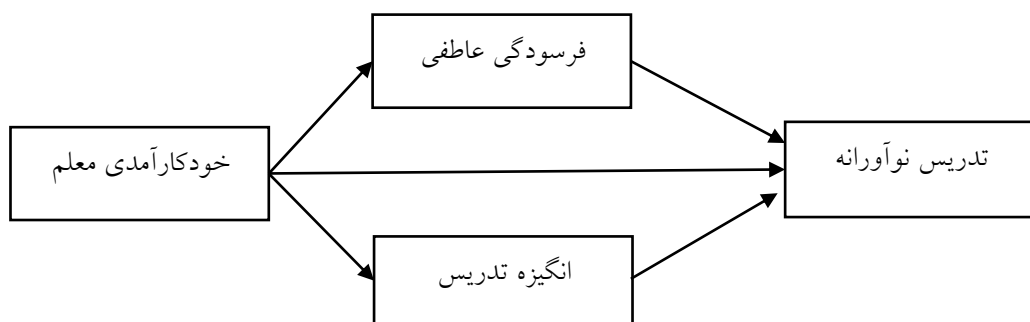 فرسودگی عاطفی
خودکارآمدی معلم
تدریس نوآورانه
انگیزه تدریس